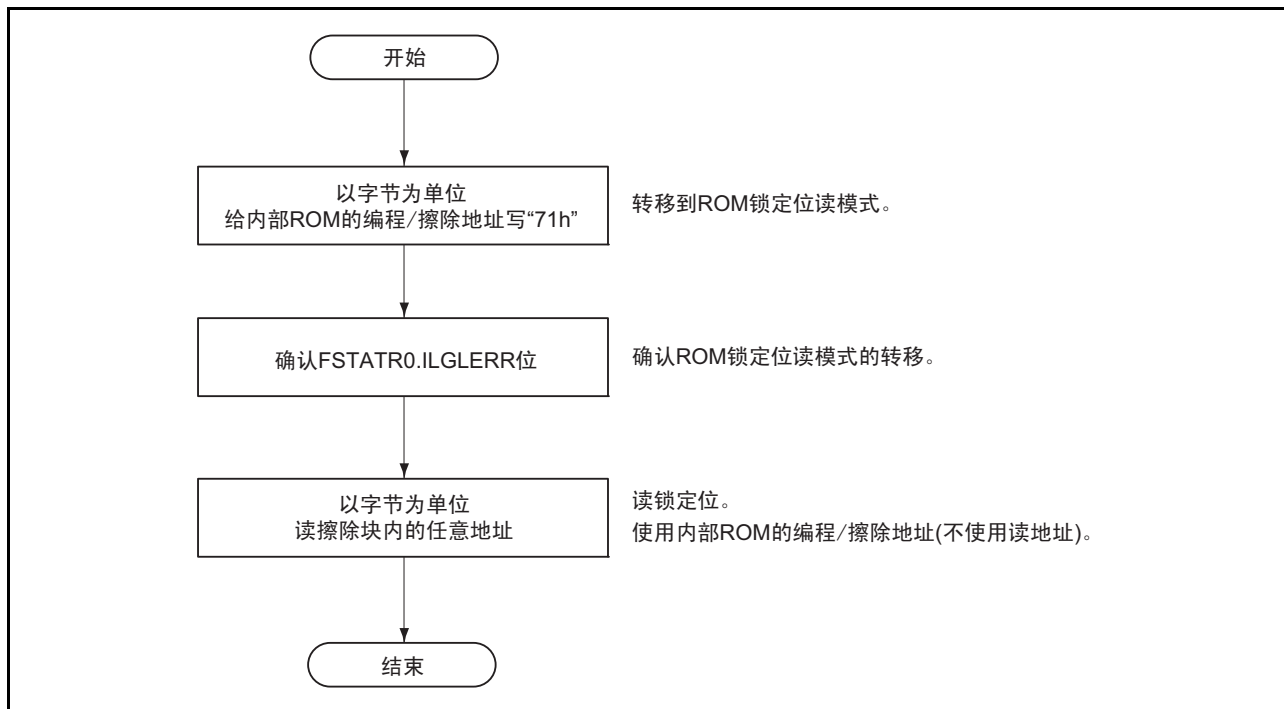 开始
以字节为单位
给内部ROM的编程/擦除地址写“71h”
转移到ROM锁定位读模式。
确认FSTATR0.ILGLERR位
确认ROM锁定位读模式的转移。
以字节为单位
读擦除块内的任意地址
读锁定位。
使用内部ROM的编程/擦除地址(不使用读地址)。
结束